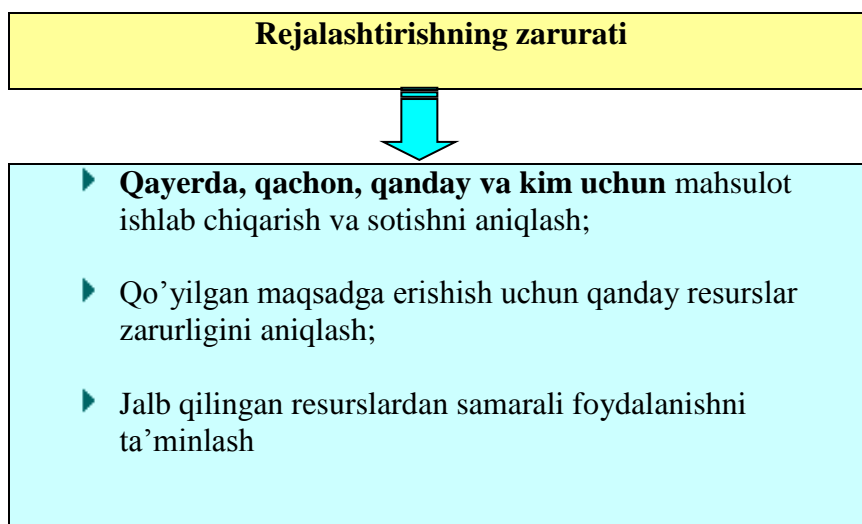 Rejalashtirishning zarurati
Qayerda, qachon, qanday va kim uchun mahsulot
ishlab chiqarish va sotishni aniqlash;
Qo’yilgan maqsadga erishish uchun qanday resurslar
zarurligini aniqlash;
Jalb qilingan resurslardan samarali foydalanishni
ta’minlash